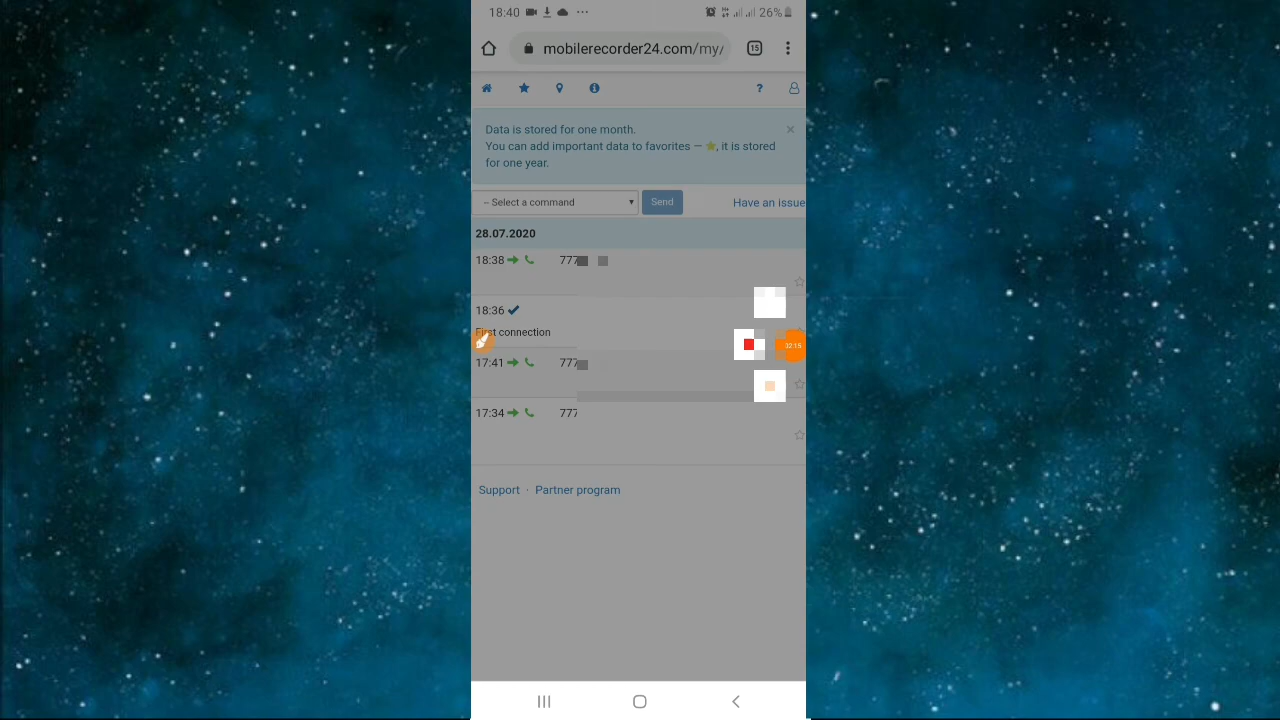 18:40
26%
mobilerecorder24.com/my/
15
?
Data is stored for one month.
You can add important data to favorites — ⭐, it is stored
for one year.
-- Select a command
Send
Have an issue
28.07.2020
18:38
777
18:36
First connection
02:15
17:41
777
17:34
777
Support · Partner program